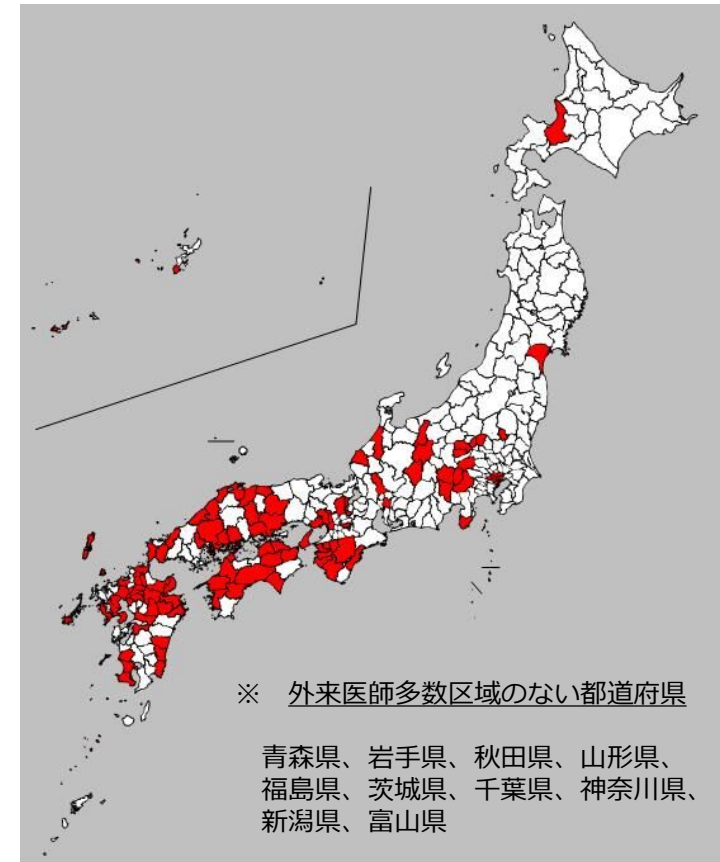 ※ 外来医師多数区域のない都道府県
青森県、岩手県、秋田県、山形県、
福島県、茨城県、千葉県、神奈川県、
新潟県、富山県